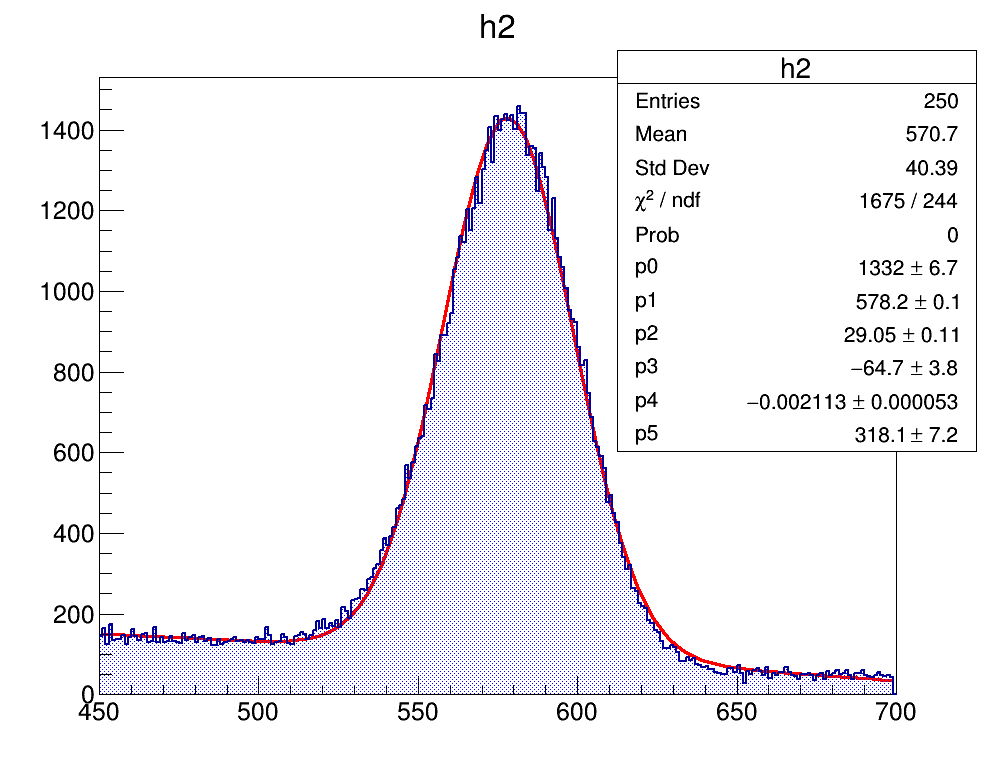 h2
h2
Entries 250
Mean 570.7
Std Dev 40.39
χ² / ndf 1675 / 244
Prob 0
p0 1332 ± 6.7
p1 578.2 ± 0.1
p2 29.05 ± 0.11
p3 −64.7 ± 3.8
p4 −0.002113 ± 0.000053
p5 318.1 ± 7.2
1400
1200
1000
800
600
400
200
0
450 500 550 600 650 700